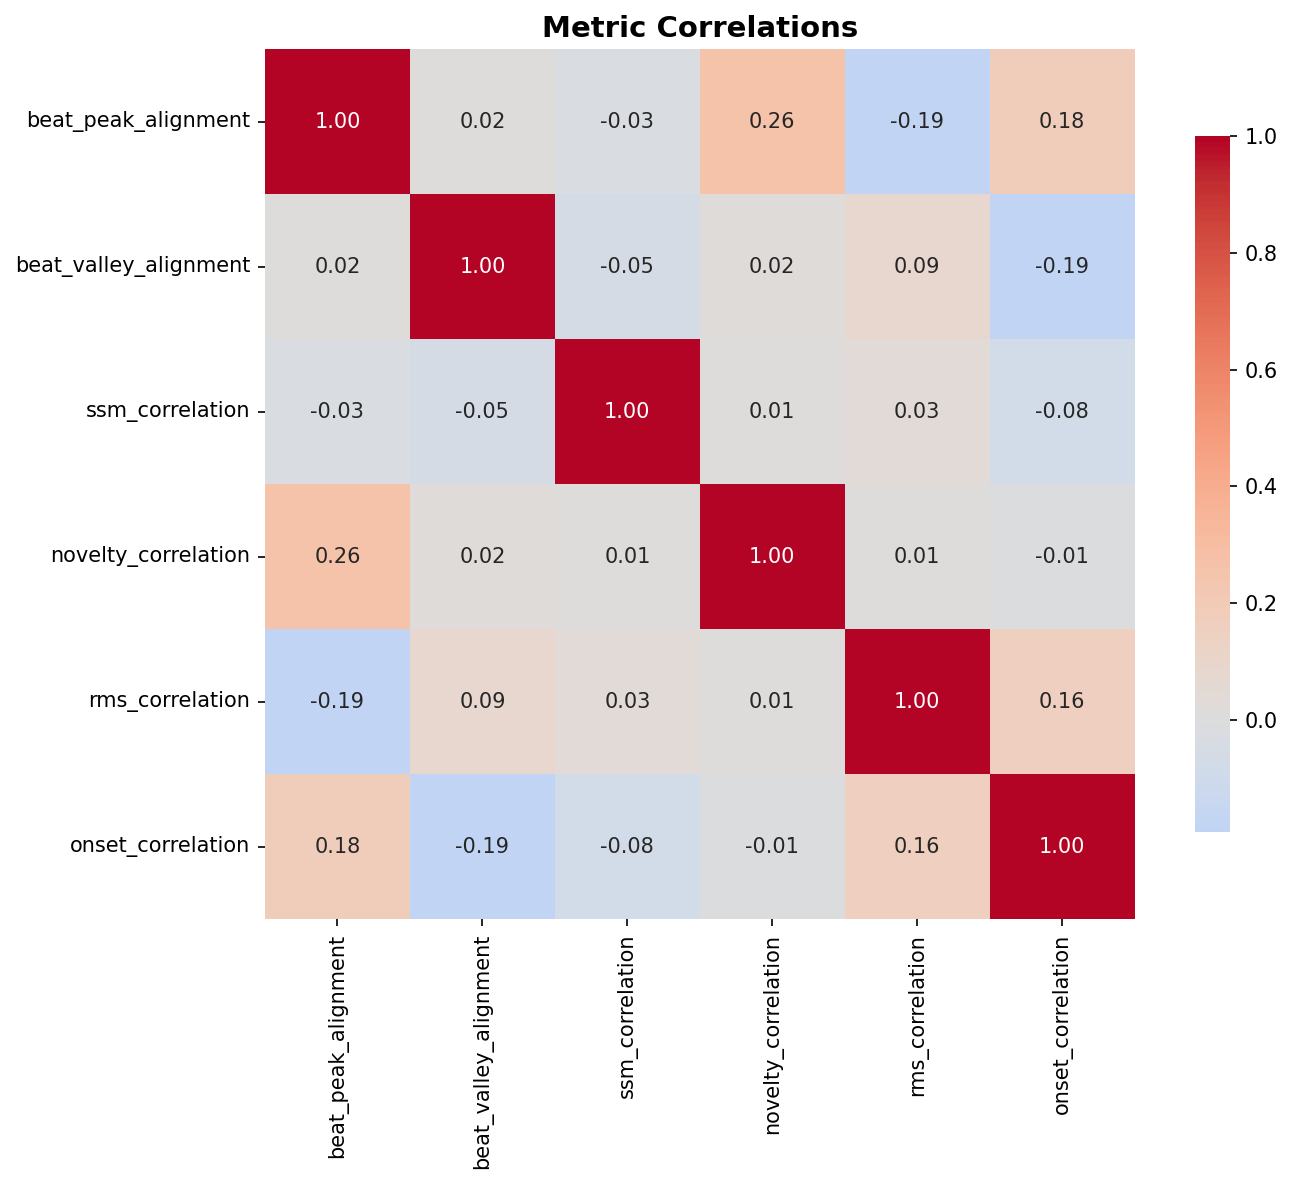 Metric Correlations
beat_peak_alignment 1.00 0.02 -0.03 0.26 -0.19 0.18
beat_valley_alignment 0.02 1.00 -0.05 0.02 0.09 -0.19
ssm_correlation -0.03 -0.05 1.00 0.01 0.03 -0.08
novelty_correlation 0.26 0.02 0.01 1.00 0.01 -0.01
rms_correlation -0.19 0.09 0.03 0.01 1.00 0.16
onset_correlation 0.18 -0.19 -0.08 -0.01 0.16 1.00
beat_peak_alignment
beat_valley_alignment
ssm_correlation
novelty_correlation
rms_correlation
onset_correlation
1.0
0.8
0.6
0.4
0.2
0.0